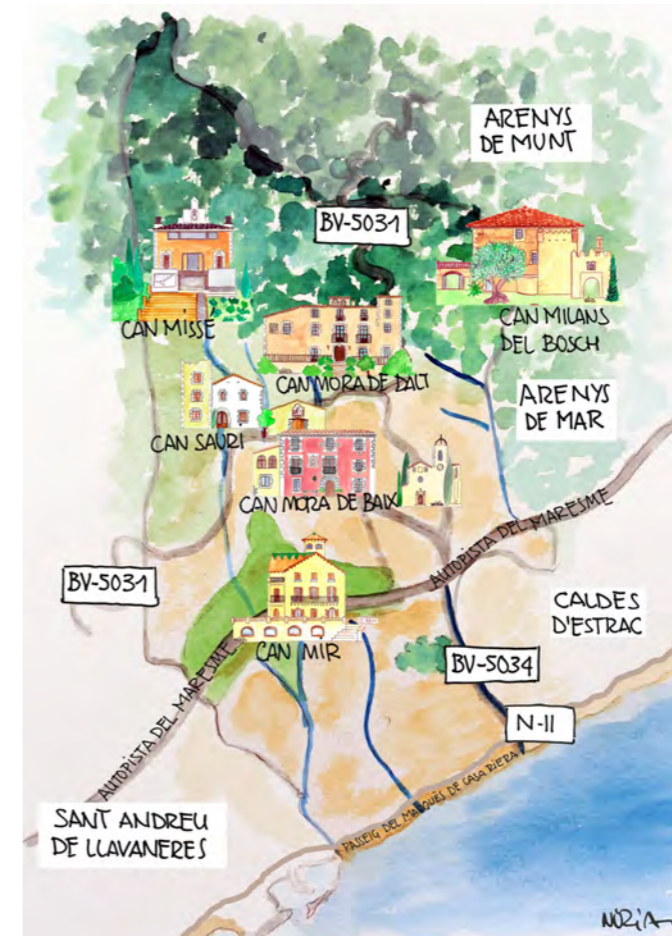 ARENYS
DE MUNT
BV-5031
CAN MISSE
CAN MILANS
DEL BOSCH
CAN MORA DE DALT
ARENYS
DE MAR
CAN SAURÍ
CAN MORA DE BAIX
AUTOPISTA DEL MARESME
BV-5031
CALDES
D'ESTRAC
CAN MIR
BV-5034
AUTOPISTA DEL MARESME
N-II
PASSEIG DEL MARQUÈS DE CASA RIERA
SANT ANDREU
DE LLAVANERES
NÚRIA